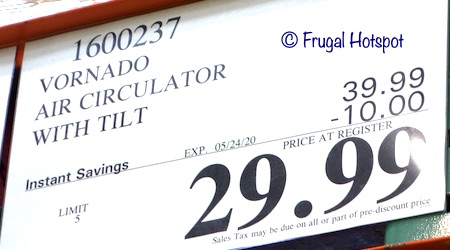 1600237
© Frugal Hotspot
VORNADO
AIR CIRCULATOR
WITH TILT
39.99
-10.00
EXP. 05/24/20
PRICE AT REGISTER
Instant Savings
29.99
LIMIT
5
Sales Tax may be due on all or part of pre-discount price